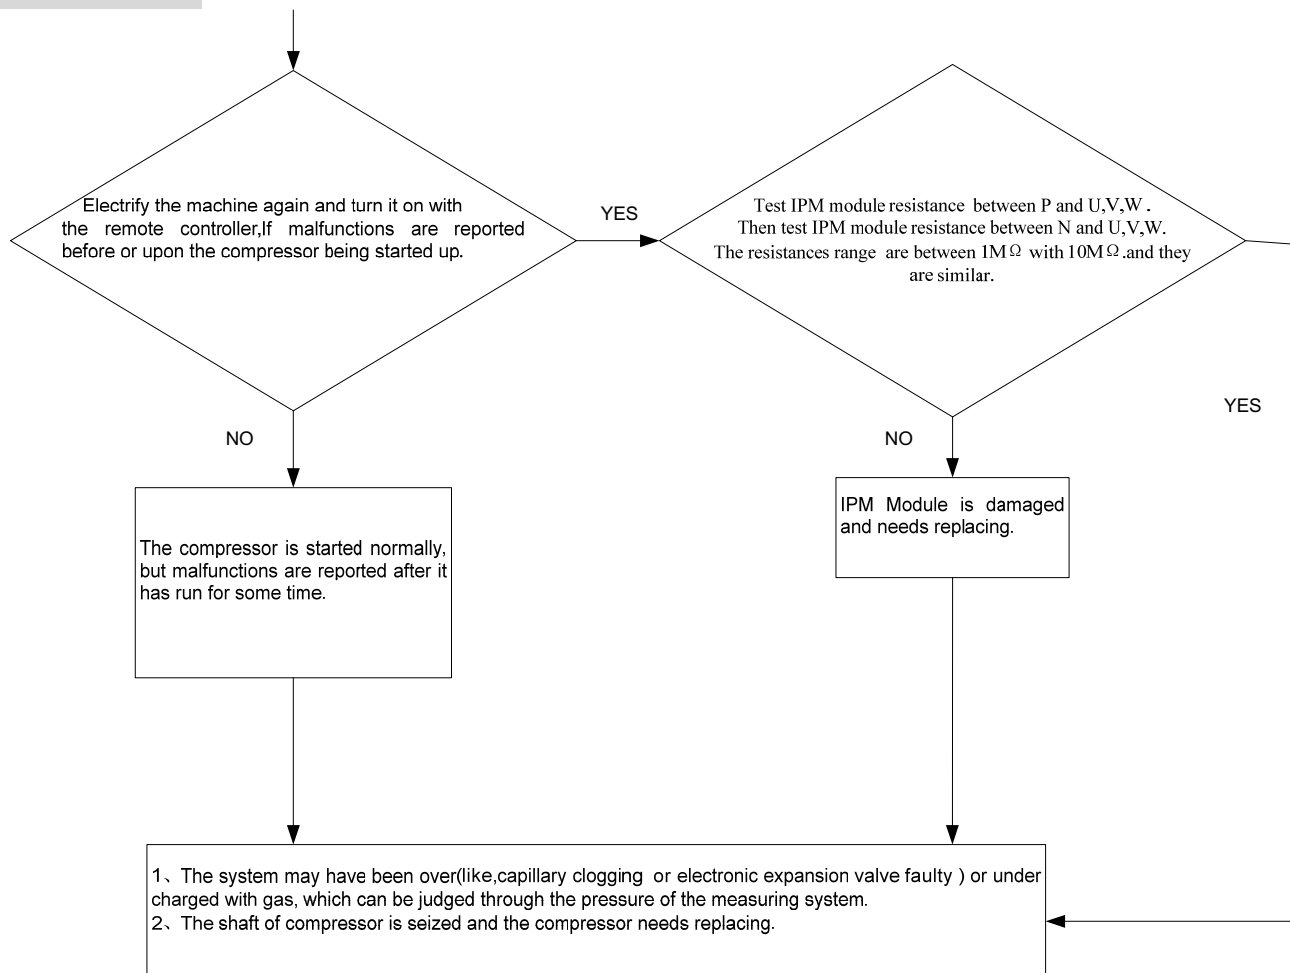 Electrify the machine again and turn it on with
the remote controller,If malfunctions are reported
before or upon the compressor being started up.
YES
Test IPM module resistance between P and U,V,W.
Then test IPM module resistance between N and U,V,W.
The resistances range are between 1MΩ with 10MΩ.and they
are similar.
YES
NO
NO
The compressor is started normally,
but malfunctions are reported after it
has run for some time.
IPM Module is damaged
and needs replacing.
1、The system may have been over(like,capillary clogging or electronic expansion valve faulty ) or under
charged with gas, which can be judged through the pressure of the measuring system.
2、The shaft of compressor is seized and the compressor needs replacing.